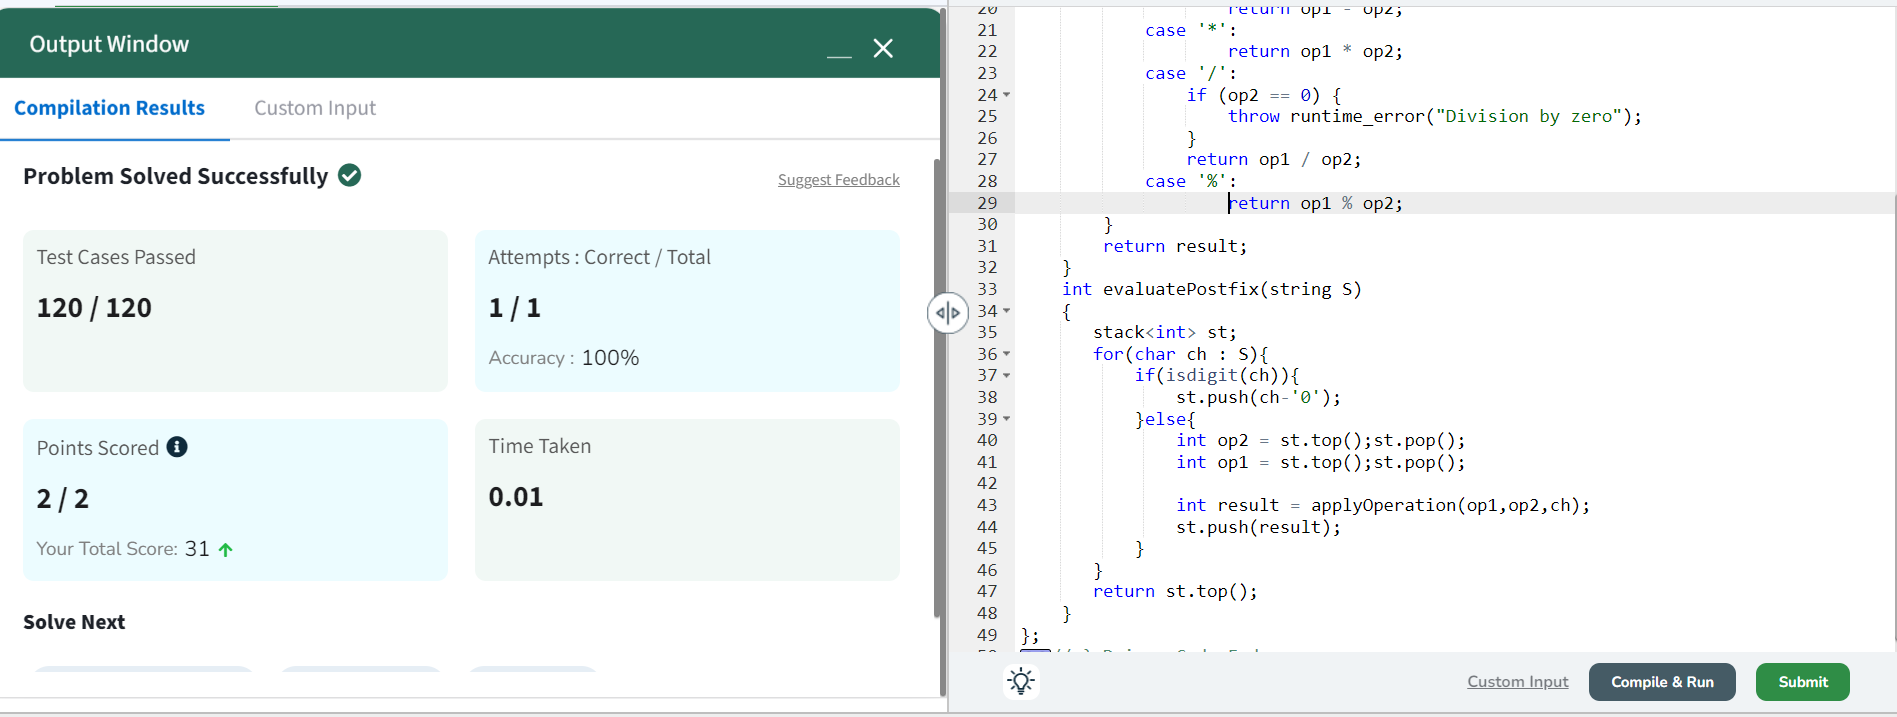 Output Window
Compilation Results
Custom Input
Problem Solved Successfully
Suggest Feedback
Test Cases Passed
120 / 120
Attempts : Correct / Total
1 / 1
Accuracy : 100%
Points Scored
2 / 2
Your Total Score: 31
Time Taken
0.01
Solve Next
20 return op1 - op2;
21 case '*':
22 return op1 * op2;
23 case '/':
24 if (op2 == 0) {
25 throw runtime_error("Division by zero");
26 }
27 return op1 / op2;
28 case '%':
29 return op1 % op2;
30 }
31 return result;
32 }
33 int evaluatePostfix(string S)
34 {
35 stack<int> st;
36 for(char ch : S){
37 if(isdigit(ch)){
38 st.push(ch-'0');
39 }else{
40 int op2 = st.top();st.pop();
41 int op1 = st.top();st.pop();
42
43 int result = applyOperation(op1,op2,ch);
44 st.push(result);
45 }
46 }
47 return st.top();
48 }
49 };
Custom Input
Compile & Run
Submit